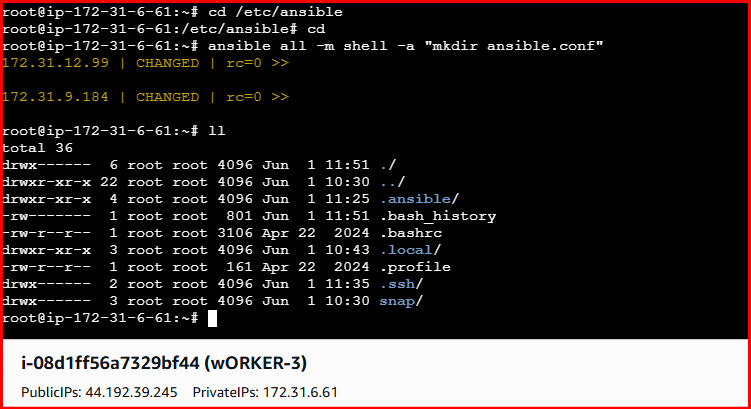 root@ip-172-31-6-61:~# cd /etc/ansible
root@ip-172-31-6-61:/etc/ansible# cd
root@ip-172-31-6-61:~# ansible all -m shell -a "mkdir ansible.conf"
172.31.12.99 | CHANGED | rc=0 >>
172.31.9.184 | CHANGED | rc=0 >>
root@ip-172-31-6-61:~# ll
total 36
drwx------  6 root root 4096 Jun  1 11:51 ./
drwxr-xr-x 22 root root 4096 Jun  1 10:30 ../
drwxr-xr-x  4 root root 4096 Jun  1 11:25 .ansible/
-rw-------  1 root root  801 Jun  1 11:51 .bash_history
-rw-r--r--  1 root root 3106 Apr 22  2024 .bashrc
drwxr-xr-x  3 root root 4096 Jun  1 10:43 .local/
-rw-r--r--  1 root root  161 Apr 22  2024 .profile
drwx------  2 root root 4096 Jun  1 11:35 .ssh/
drwx------  3 root root 4096 Jun  1 10:30 snap/
root@ip-172-31-6-61:~#
i-08d1ff56a7329bf44 (wORKER-3)
PublicIPs: 44.192.39.245 PrivateIPs: 172.31.6.61